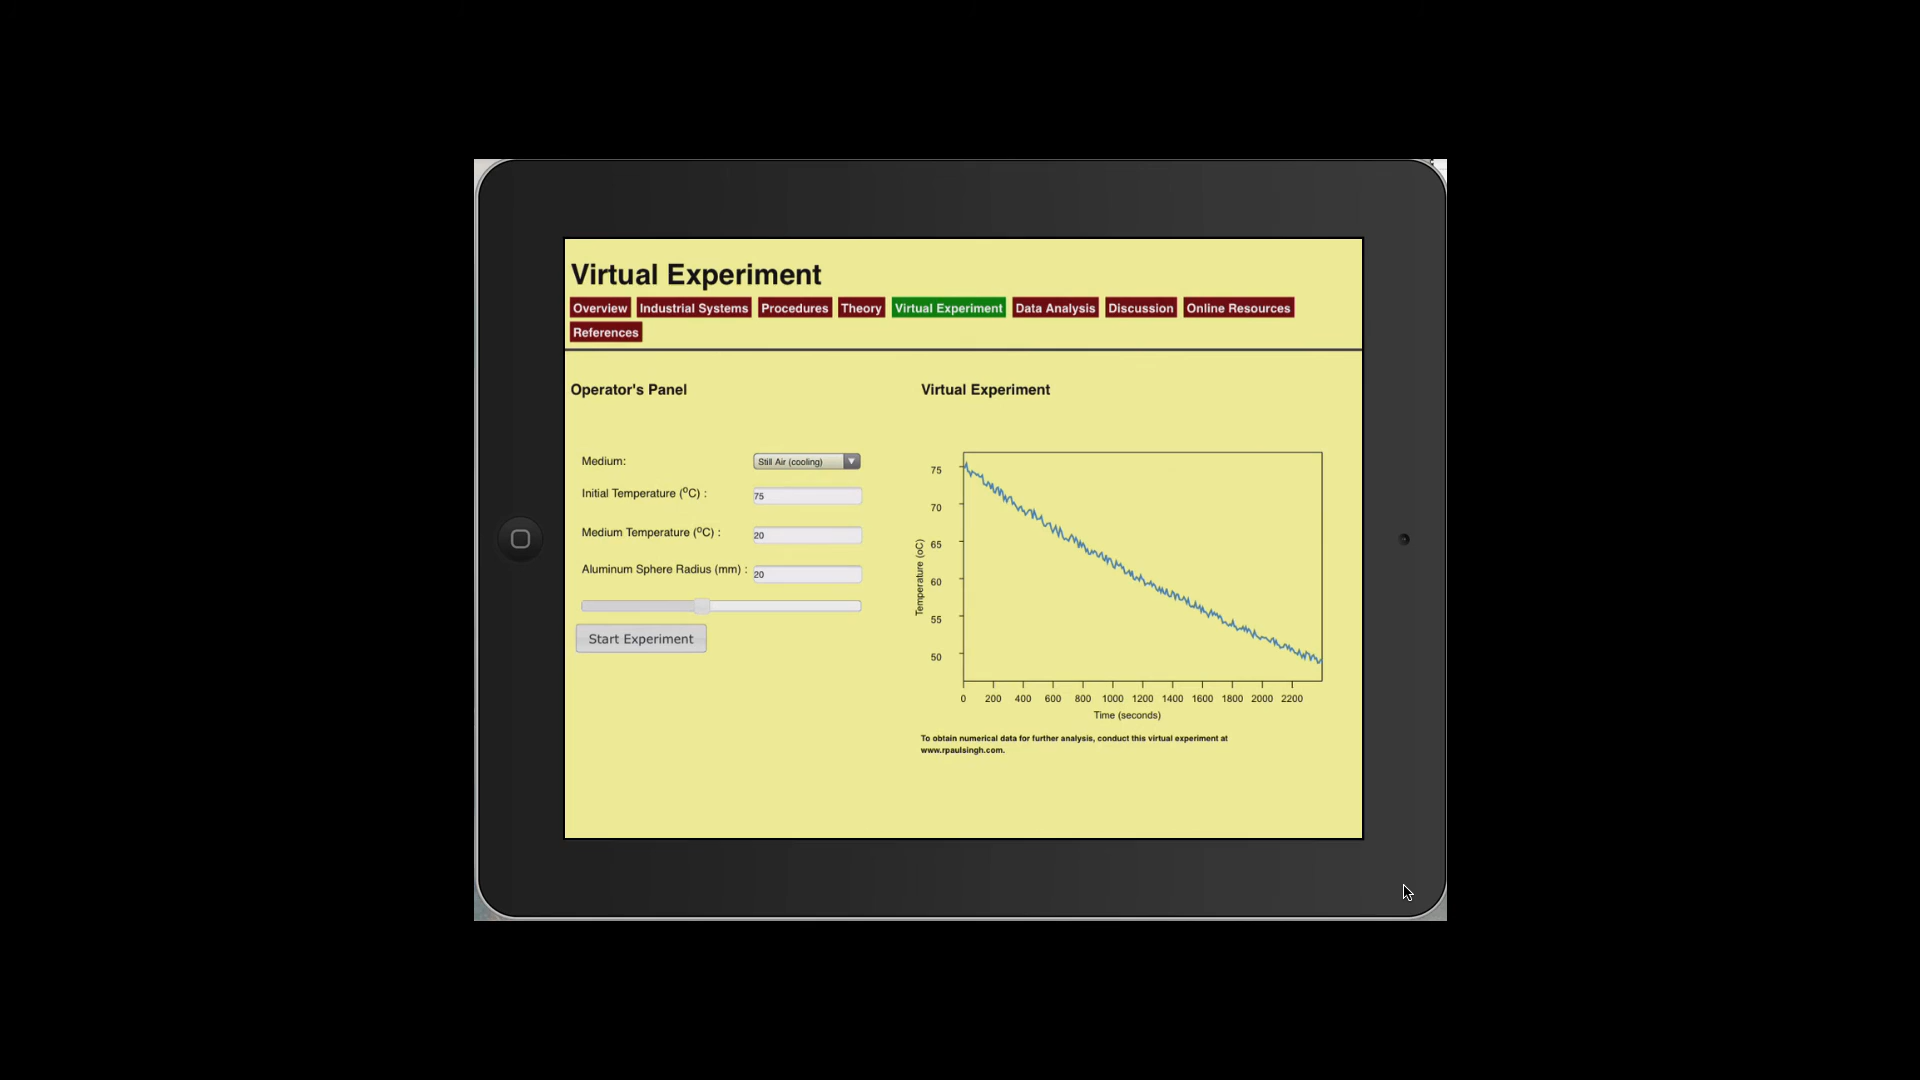 Virtual Experiment
Overview Industrial Systems Procedures Theory Virtual Experiment Data Analysis Discussion Online Resources
References
Operator's Panel
Medium: Still Air (cooling)
Initial Temperature (⁰C) : 75
Medium Temperature (⁰C) : 20
Aluminum Sphere Radius (mm) : 20
Start Experiment
Virtual Experiment
Temperature (oC)
75
70
65
60
55
50
0 200 400 600 800 1000 1200 1400 1600 1800 2000 2200
Time (seconds)
To obtain numerical data for further analysis, conduct this virtual experiment at
www.rpaulsingh.com.